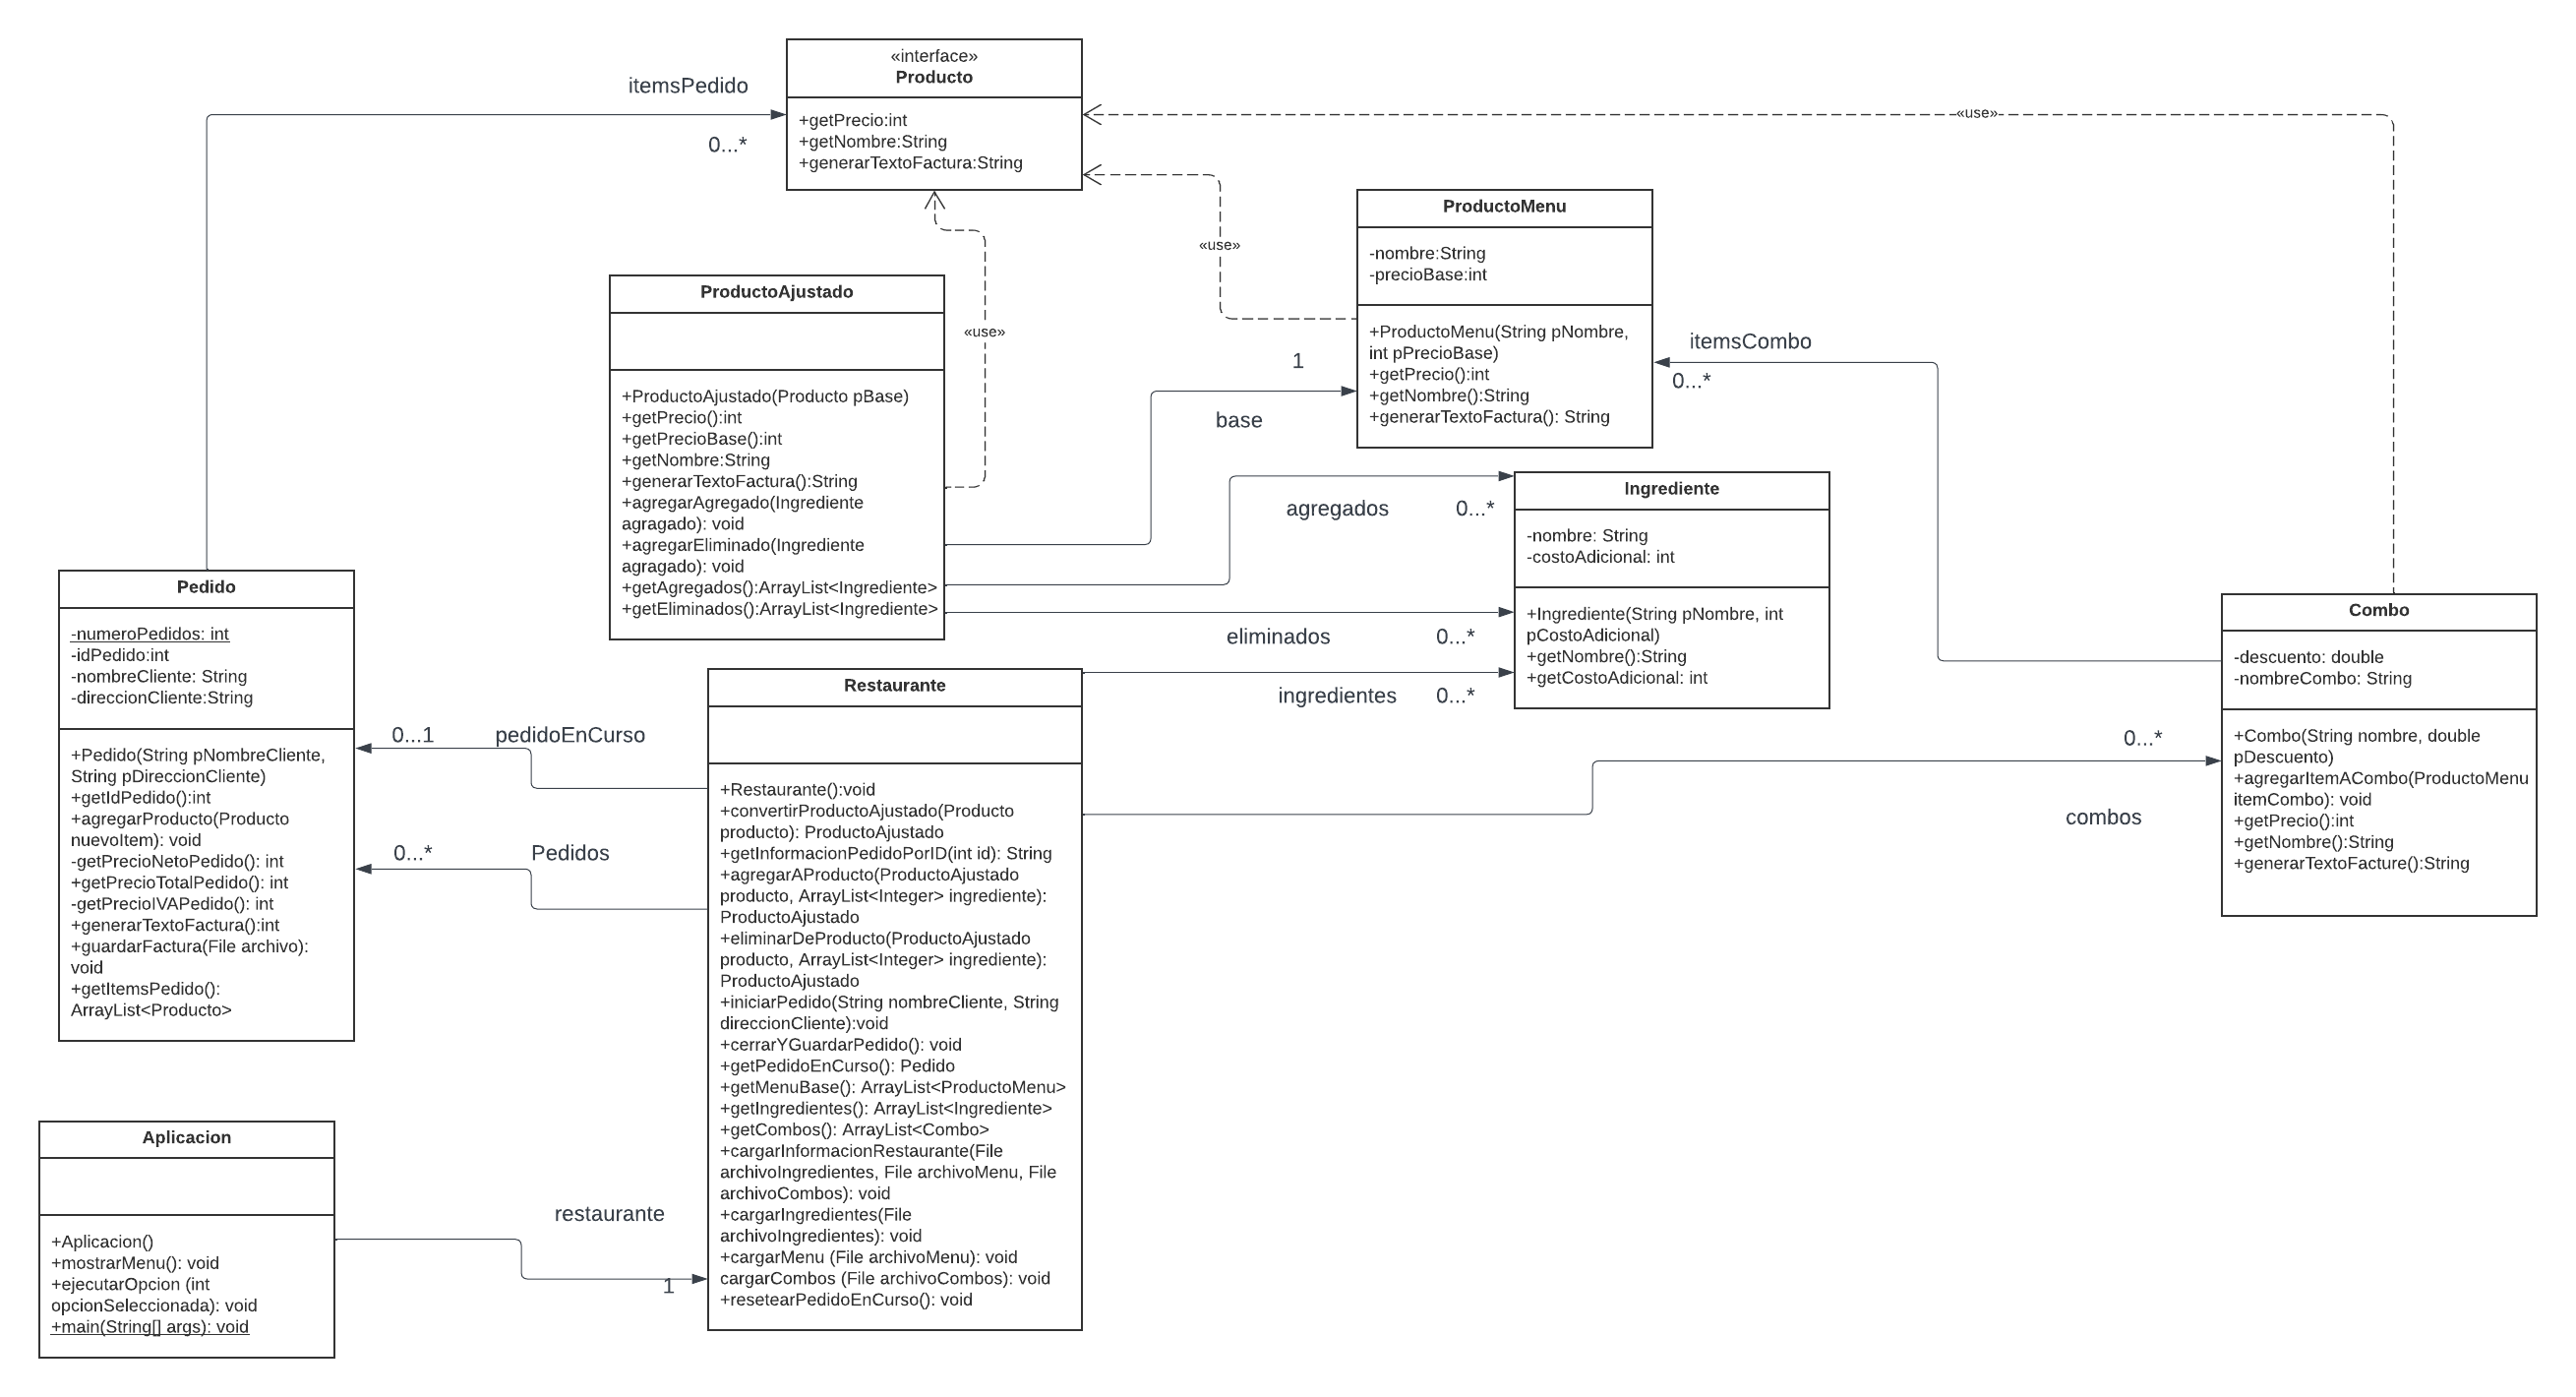 «interface»
Producto
+getPrecio:int
+getNombre:String
+generarTextoFactura:String
itemsPedido
0...*
«use»
«use»
«use»
ProductoMenu
-nombre:String
-precioBase:int
+ProductoMenu(String pNombre,
int pPrecioBase)
+getPrecio():int
+getNombre():String
+generarTextoFactura(): String
itemsCombo
0...*
ProductoAjustado
+ProductoAjustado(Producto pBase)
+getPrecio():int
+getPrecioBase():int
+getNombre:String
+generarTextoFactura():String
+agregarAgregado(Ingrediente
agragado): void
+agregarEliminado(Ingrediente
agragado): void
+getAgregados():ArrayList<Ingrediente>
+getEliminados():ArrayList<Ingrediente>
1
base
agregados
0...*
eliminados
0...*
ingredientes
0...*
Ingrediente
-nombre: String
-costoAdicional: int
+Ingrediente(String pNombre, int
pCostoAdicional)
+getNombre():String
+getCostoAdicional: int
Pedido
-numeroPedidos: int
-idPedido:int
-nombreCliente: String
-direccionCliente:String
+Pedido(String pNombreCliente,
String pDireccionCliente)
+getIdPedido():int
+agregarProducto(Producto
nuevoItem): void
-getPrecioNetoPedido(): int
+getPrecioTotalPedido(): int
-getPrecioIVAPedido(): int
+generarTextoFactura():int
+guardarFactura(File archivo):
void
+getItemsPedido():
ArrayList<Producto>
0...1
pedidoEnCurso
0...*
Pedidos
Restaurante
+Restaurante():void
+convertirProductoAjustado(Producto
producto): ProductoAjustado
+getInformacionPedidoPorID(int id): String
+agregarAProducto(ProductoAjustado
producto, ArrayList<Integer> ingrediente):
ProductoAjustado
+eliminarDeProducto(ProductoAjustado
producto, ArrayList<Integer> ingrediente):
ProductoAjustado
+iniciarPedido(String nombreCliente, String
direccionCliente):void
+cerrarYGuardarPedido(): void
+getPedidoEnCurso(): Pedido
+getMenuBase(): ArrayList<ProductoMenu>
+getIngredientes(): ArrayList<Ingrediente>
+getCombos(): ArrayList<Combo>
+cargarInformacionRestaurante(File
archivoIngredientes, File archivoMenu, File
archivoCombos): void
+cargarIngredientes(File
archivoIngredientes): void
+cargarMenu (File archivoMenu): void
cargarCombos (File archivoCombos): void
+resetearPedidoEnCurso(): void
Combo
-descuento: double
-nombreCombo: String
+Combo(String nombre, double
pDescuento)
+agregarItemACombo(ProductoMenu
itemCombo): void
+getPrecio():int
+getNombre():String
+generarTextoFacture():String
0...*
combos
Aplicacion
+Aplicacion()
+mostrarMenu(): void
+ejecutarOpcion (int
opcionSeleccionada): void
+main(String[] args): void
restaurante
1